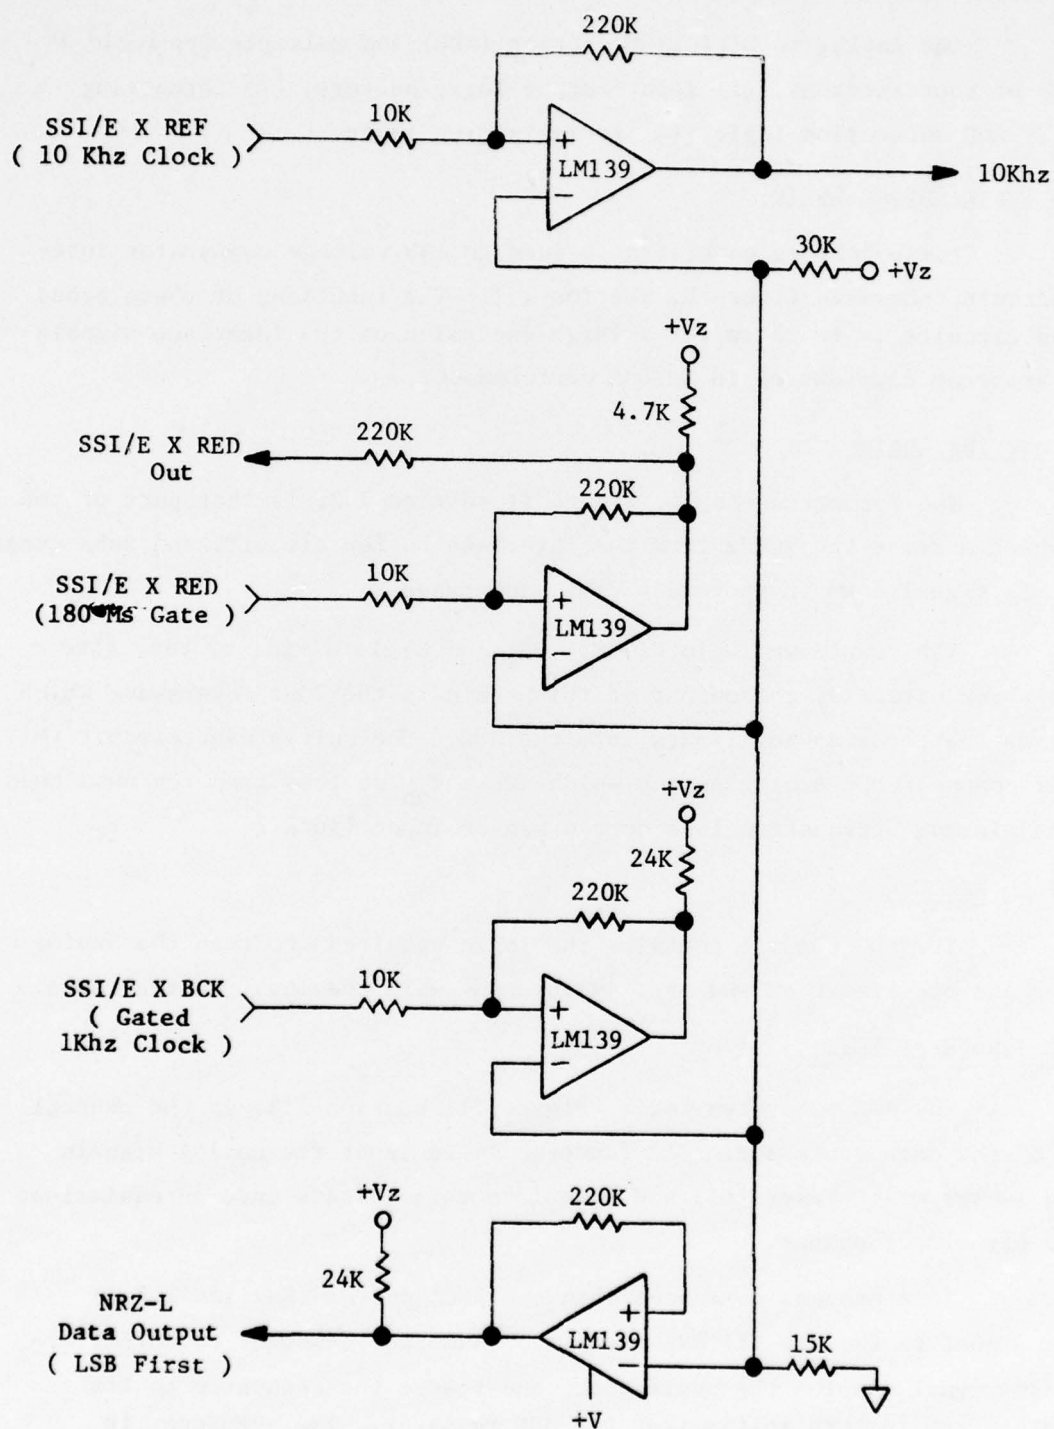 220K
10K
SSI/E X REF
( 10 Khz Clock )
+
LM139
−
10Khz
30K
+Vz
+Vz
4.7K
SSI/E X RED
Out
220K
220K
SSI/E X RED
(180 Ms Gate )
10K
+
LM139
−
+Vz
24K
220K
SSI/E X BCK
( Gated
1Khz Clock )
10K
+
LM139
−
+Vz
220K
24K
NRZ-L
Data Output
( LSB First )
+
LM139
−
15K
+V